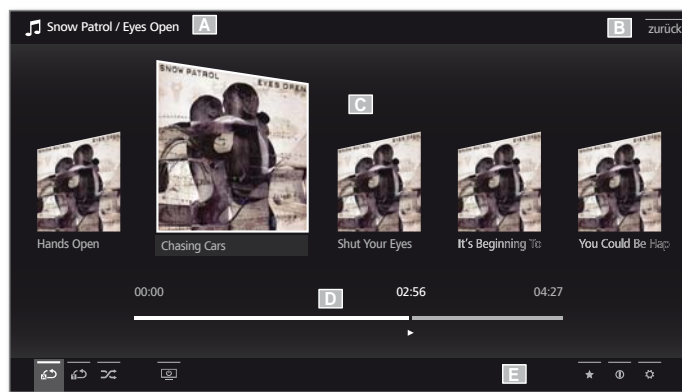 Snow Patrol / Eyes Open A B zurück
SNOW PATROL EYES OPEN
C
Hands Open Chasing Cars Shut Your Eyes It's Beginning To You Could Be Hap
00:00 D 02:56 04:27
E